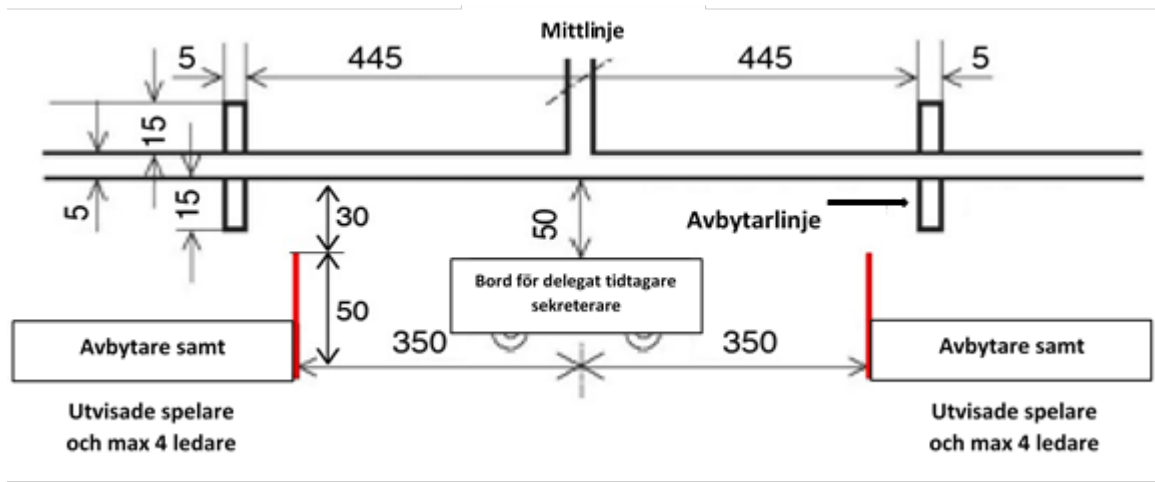 Mittlinje
5
445
445
5
15
5
15
30
50
Avbytarlinje
Bord för delegat tidtagare
sekreterare
50
350
350
Avbytare samt
Avbytare samt
Utvisade spelare
och max 4 ledare
Utvisade spelare
och max 4 ledare